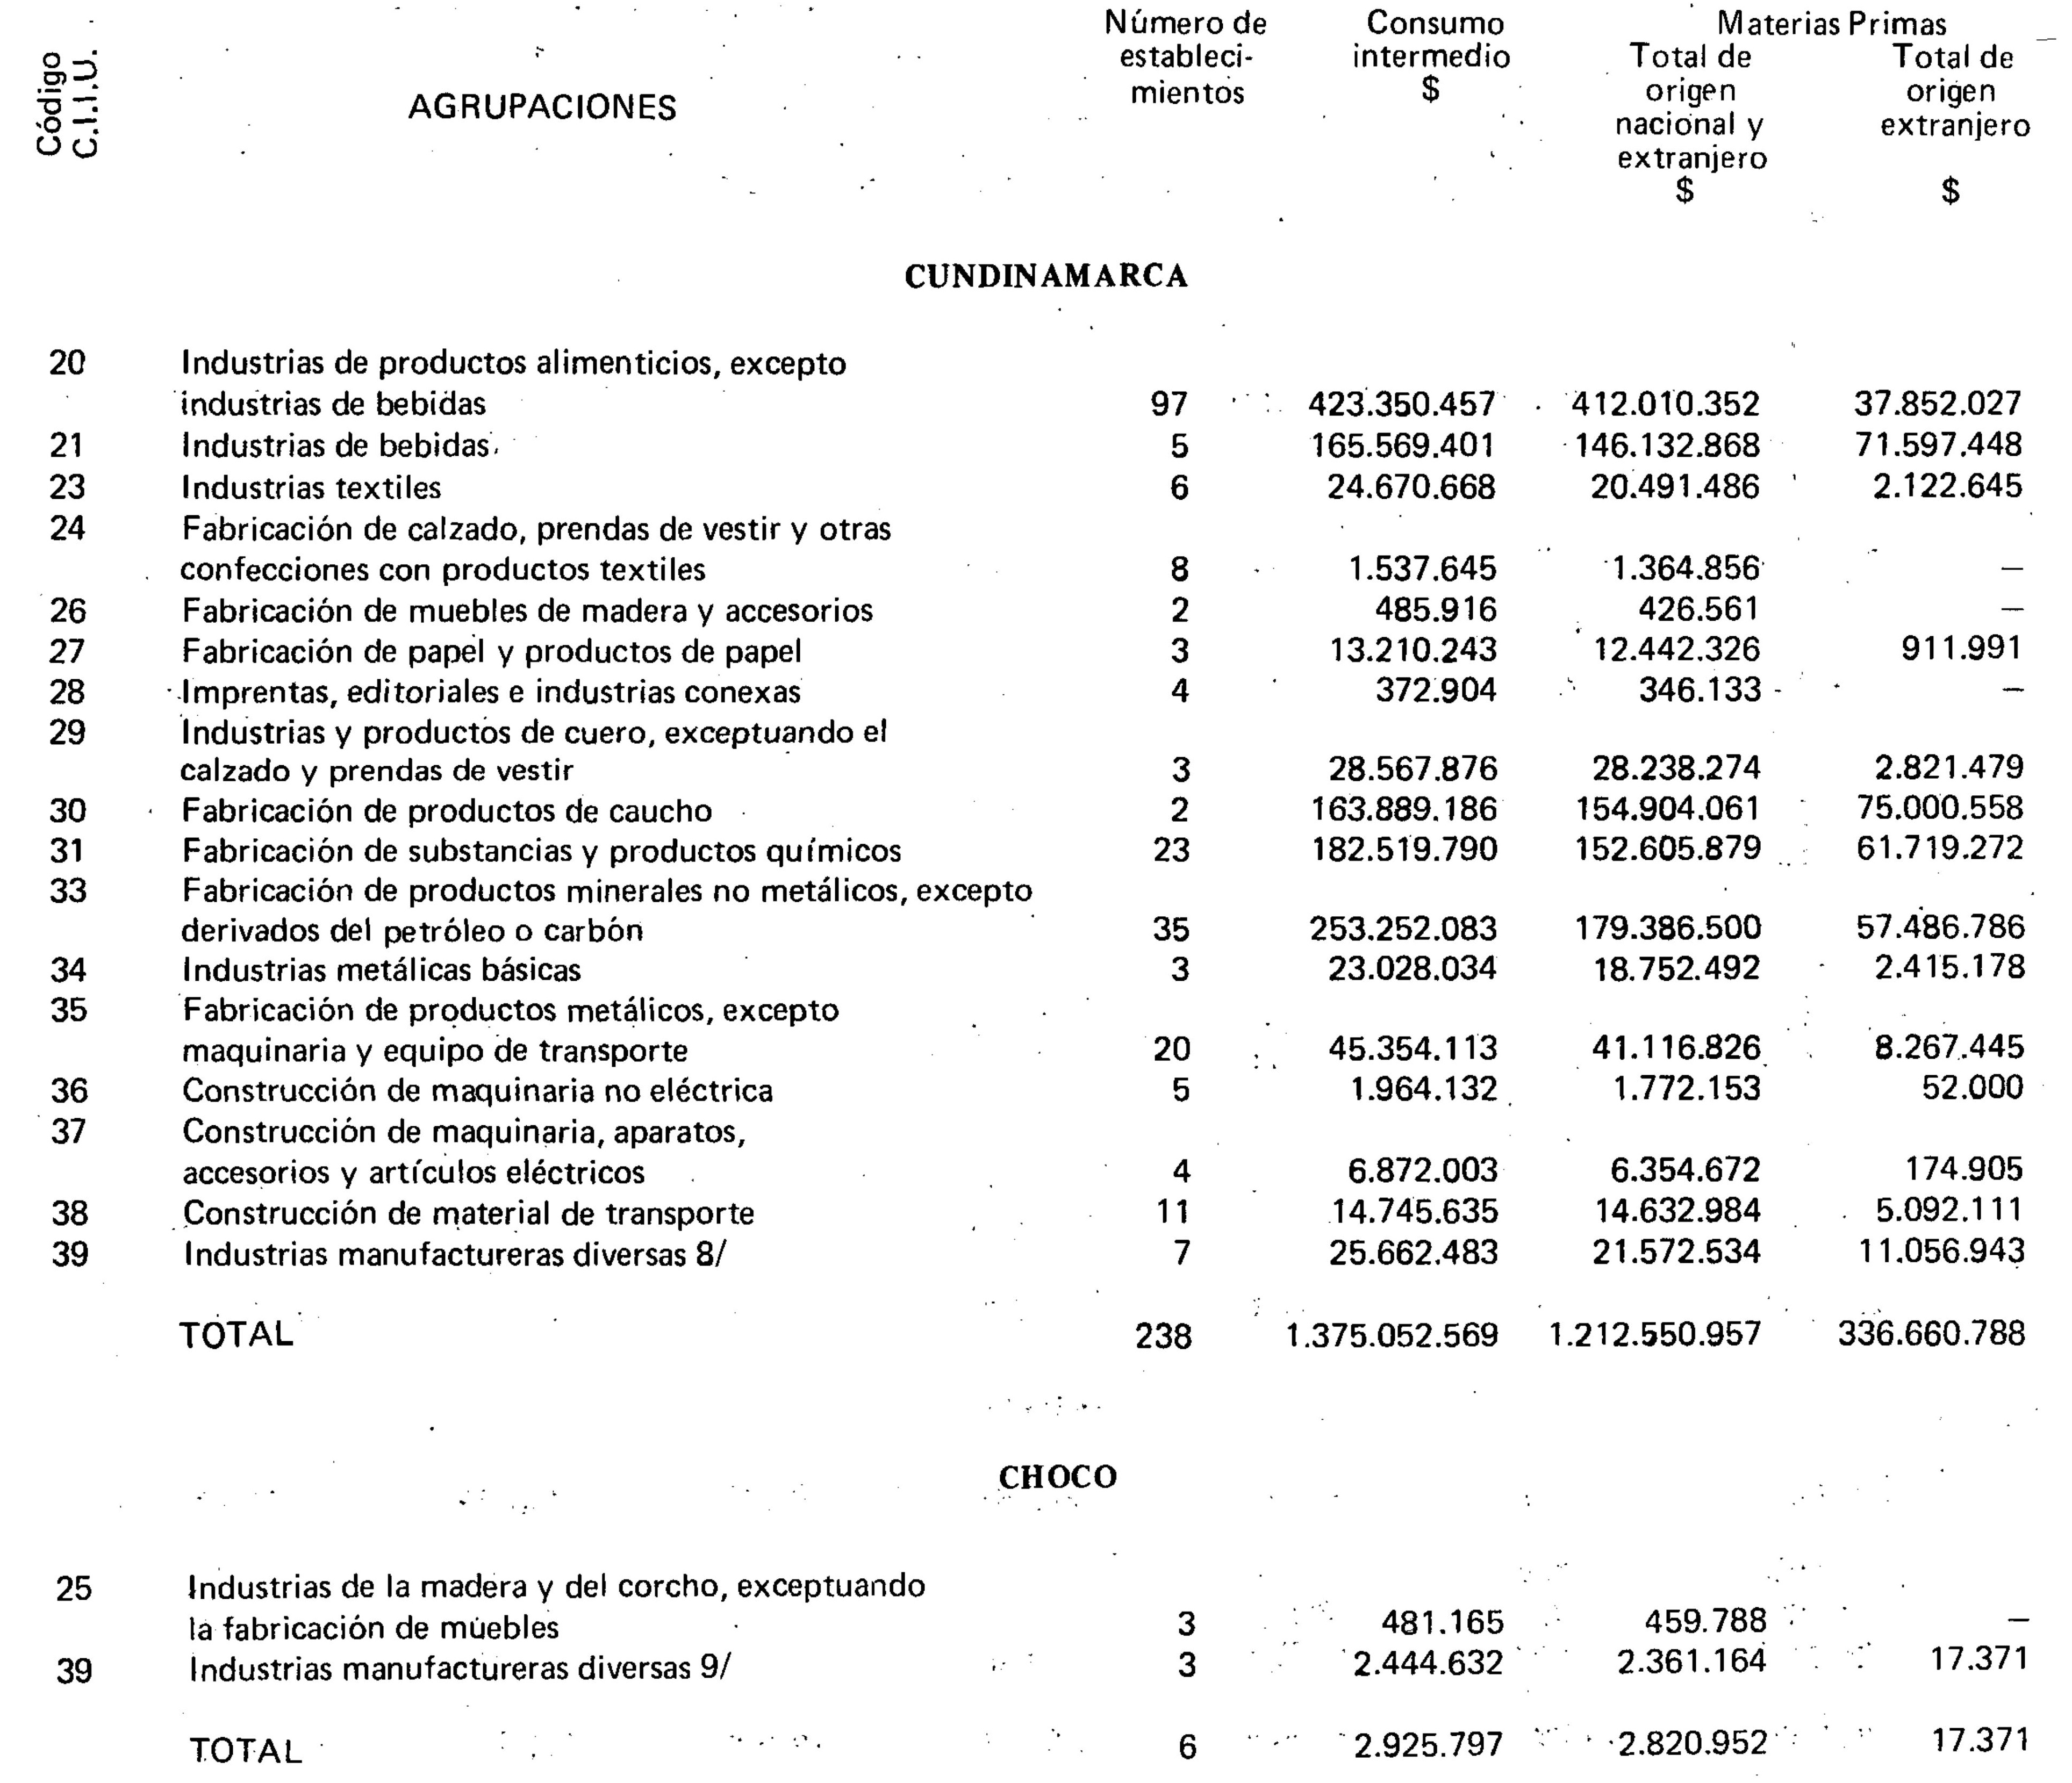 Código C.I.I.U.
AGRUPACIONES
Número de establecimientos
Consumo intermedio $
Materias Primas
Total de origen nacional y extranjero $
Total de origen extranjero $
CUNDINAMARCA
20 Industrias de productos alimenticios, excepto
industrias de bebidas 97 423.350.457 412.010.352 37.852.027
21 Industrias de bebidas 5 165.569.401 146.132.868 71.597.448
23 Industrias textiles 6 24.670.668 20.491.486 2.122.645
24 Fabricación de calzado, prendas de vestir y otras
confecciones con productos textiles 8 1.537.645 1.364.856 —
26 Fabricación de muebles de madera y accesorios 2 485.916 426.561 —
27 Fabricación de papel y productos de papel 3 13.210.243 12.442.326 911.991
28 Imprentas, editoriales e industrias conexas 4 372.904 346.133 —
29 Industrias y productos de cuero, exceptuando el
calzado y prendas de vestir 3 28.567.876 28.238.274 2.821.479
30 Fabricación de productos de caucho 2 163.889.186 154.904.061 75.000.558
31 Fabricación de substancias y productos químicos 23 182.519.790 152.605.879 61.719.272
33 Fabricación de productos minerales no metálicos, excepto
derivados del petróleo o carbón 35 253.252.083 179.386.500 57.486.786
34 Industrias metálicas básicas 3 23.028.034 18.752.492 2.415.178
35 Fabricación de productos metálicos, excepto
maquinaria y equipo de transporte 20 45.354.113 41.116.826 8.267.445
36 Construcción de maquinaria no eléctrica 5 1.964.132 1.772.153 52.000
37 Construcción de maquinaria, aparatos,
accesorios y artículos eléctricos 4 6.872.003 6.354.672 174.905
38 Construcción de material de transporte 11 14.745.635 14.632.984 5.092.111
39 Industrias manufactureras diversas 8/ 7 25.662.483 21.572.534 11.056.943
TOTAL 238 1.375.052.569 1.212.550.957 336.660.788
CHOCO
25 Industrias de la madera y del corcho, exceptuando
la fabricación de muebles 3 481.165 459.788 —
39 Industrias manufactureras diversas 9/ 3 2.444.632 2.361.164 17.371
TOTAL 6 2.925.797 2.820.952 17.371